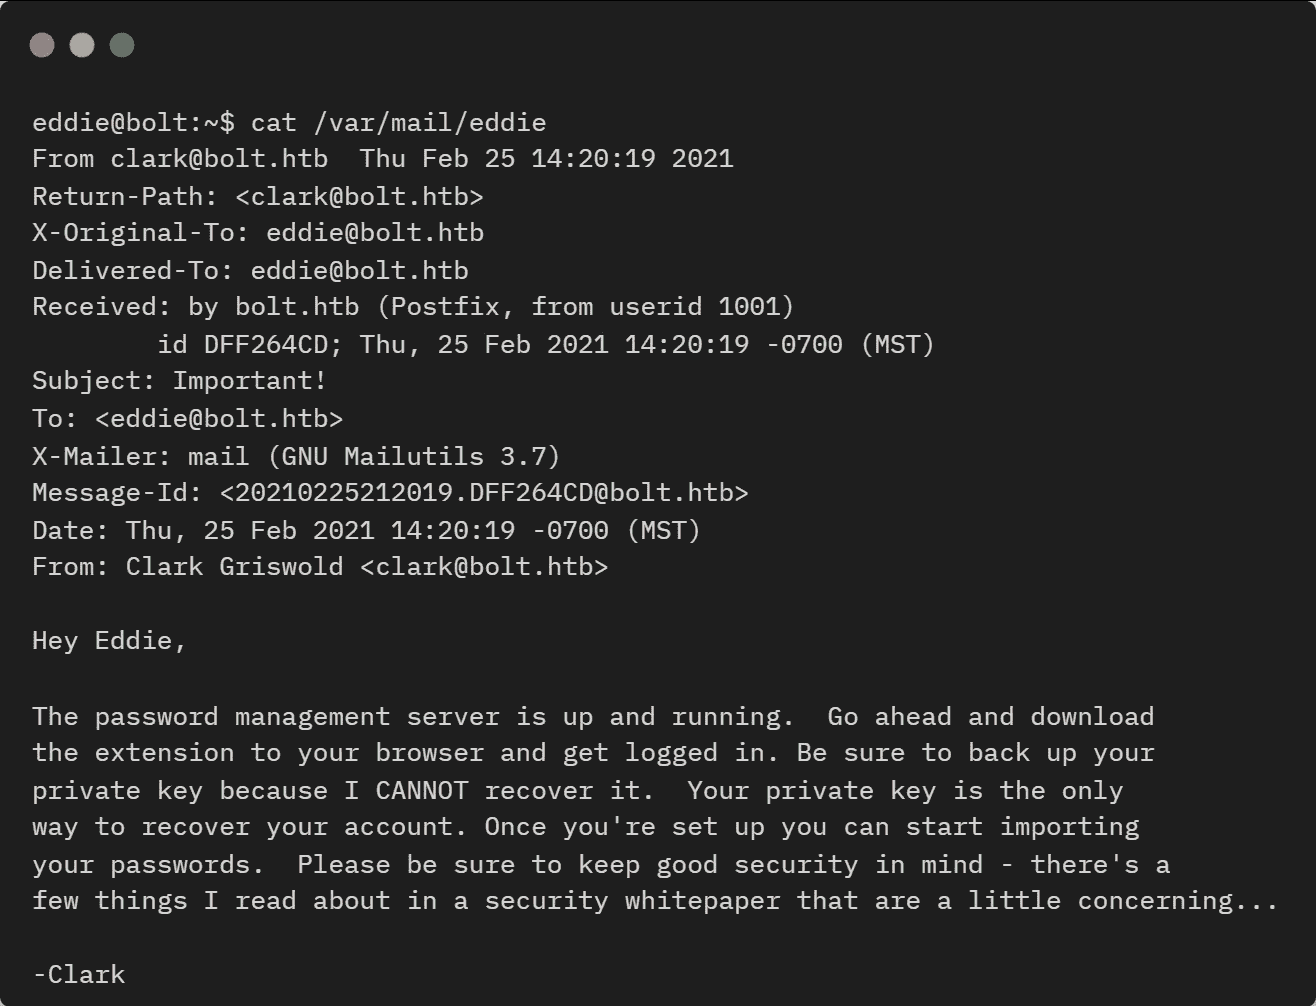 eddie@bolt:~$ cat /var/mail/eddie
From clark@bolt.htb  Thu Feb 25 14:20:19 2021
Return-Path: <clark@bolt.htb>
X-Original-To: eddie@bolt.htb
Delivered-To: eddie@bolt.htb
Received: by bolt.htb (Postfix, from userid 1001)
        id DFF264CD; Thu, 25 Feb 2021 14:20:19 -0700 (MST)
Subject: Important!
To: <eddie@bolt.htb>
X-Mailer: mail (GNU Mailutils 3.7)
Message-Id: <20210225212019.DFF264CD@bolt.htb>
Date: Thu, 25 Feb 2021 14:20:19 -0700 (MST)
From: Clark Griswold <clark@bolt.htb>

Hey Eddie,

The password management server is up and running.  Go ahead and download
the extension to your browser and get logged in. Be sure to back up your
private key because I CANNOT recover it.  Your private key is the only
way to recover your account. Once you're set up you can start importing
your passwords.  Please be sure to keep good security in mind - there's a
few things I read about in a security whitepaper that are a little concerning...

-Clark